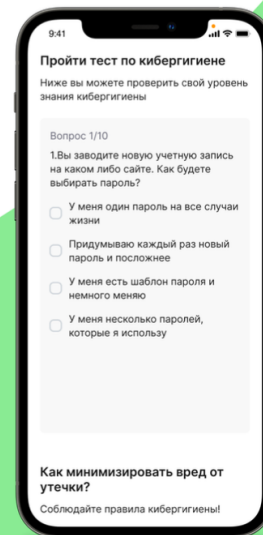 9:41
Пройти тест по кибергигиене
Ниже вы можете проверить свой уровень
знания кибергигиены
Вопрос 1/10
1.Вы заводите новую учетную запись
на каком либо сайте. Как будете
выбирать пароль?
У меня один пароль на все случаи
жизни
Придумываю каждый раз новый
пароль и посложнее
У меня есть шаблон пароля и
немного меняю
У меня несколько паролей,
которые я использу
Как минимизировать вред от
утечки?
Соблюдайте правила кибергигиены!